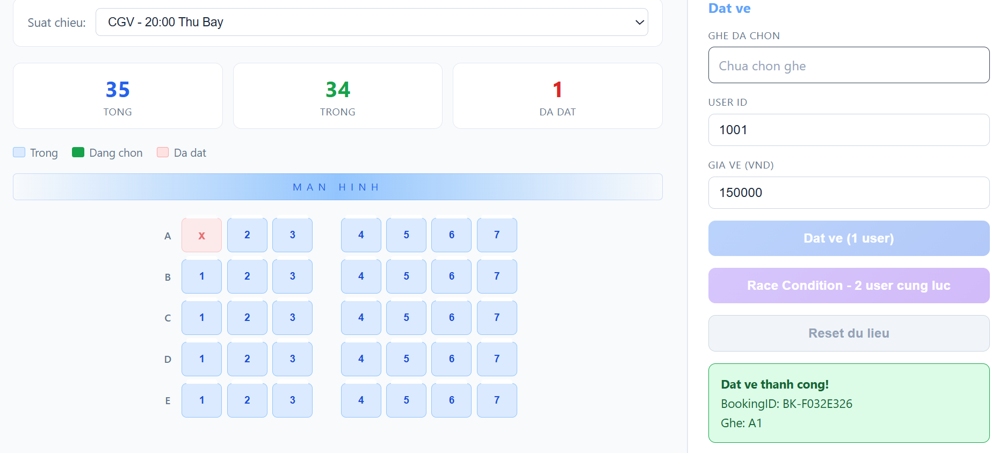 Suat chieu:
CGV - 20:00 Thu Bay
35
TONG
34
TRONG
1
DA DAT
Trong
Dang chon
Da dat
MAN HINH
A x 2 3 4 5 6 7
B 1 2 3 4 5 6 7
C 1 2 3 4 5 6 7
D 1 2 3 4 5 6 7
E 1 2 3 4 5 6 7
Dat ve
GHE DA CHON
Chua chon ghe
USER ID
1001
GIA VE (VND)
150000
Dat ve (1 user)
Race Condition - 2 user cung luc
Reset du lieu
Dat ve thanh cong!
BookingID: BK-F032E326
Ghe: A1